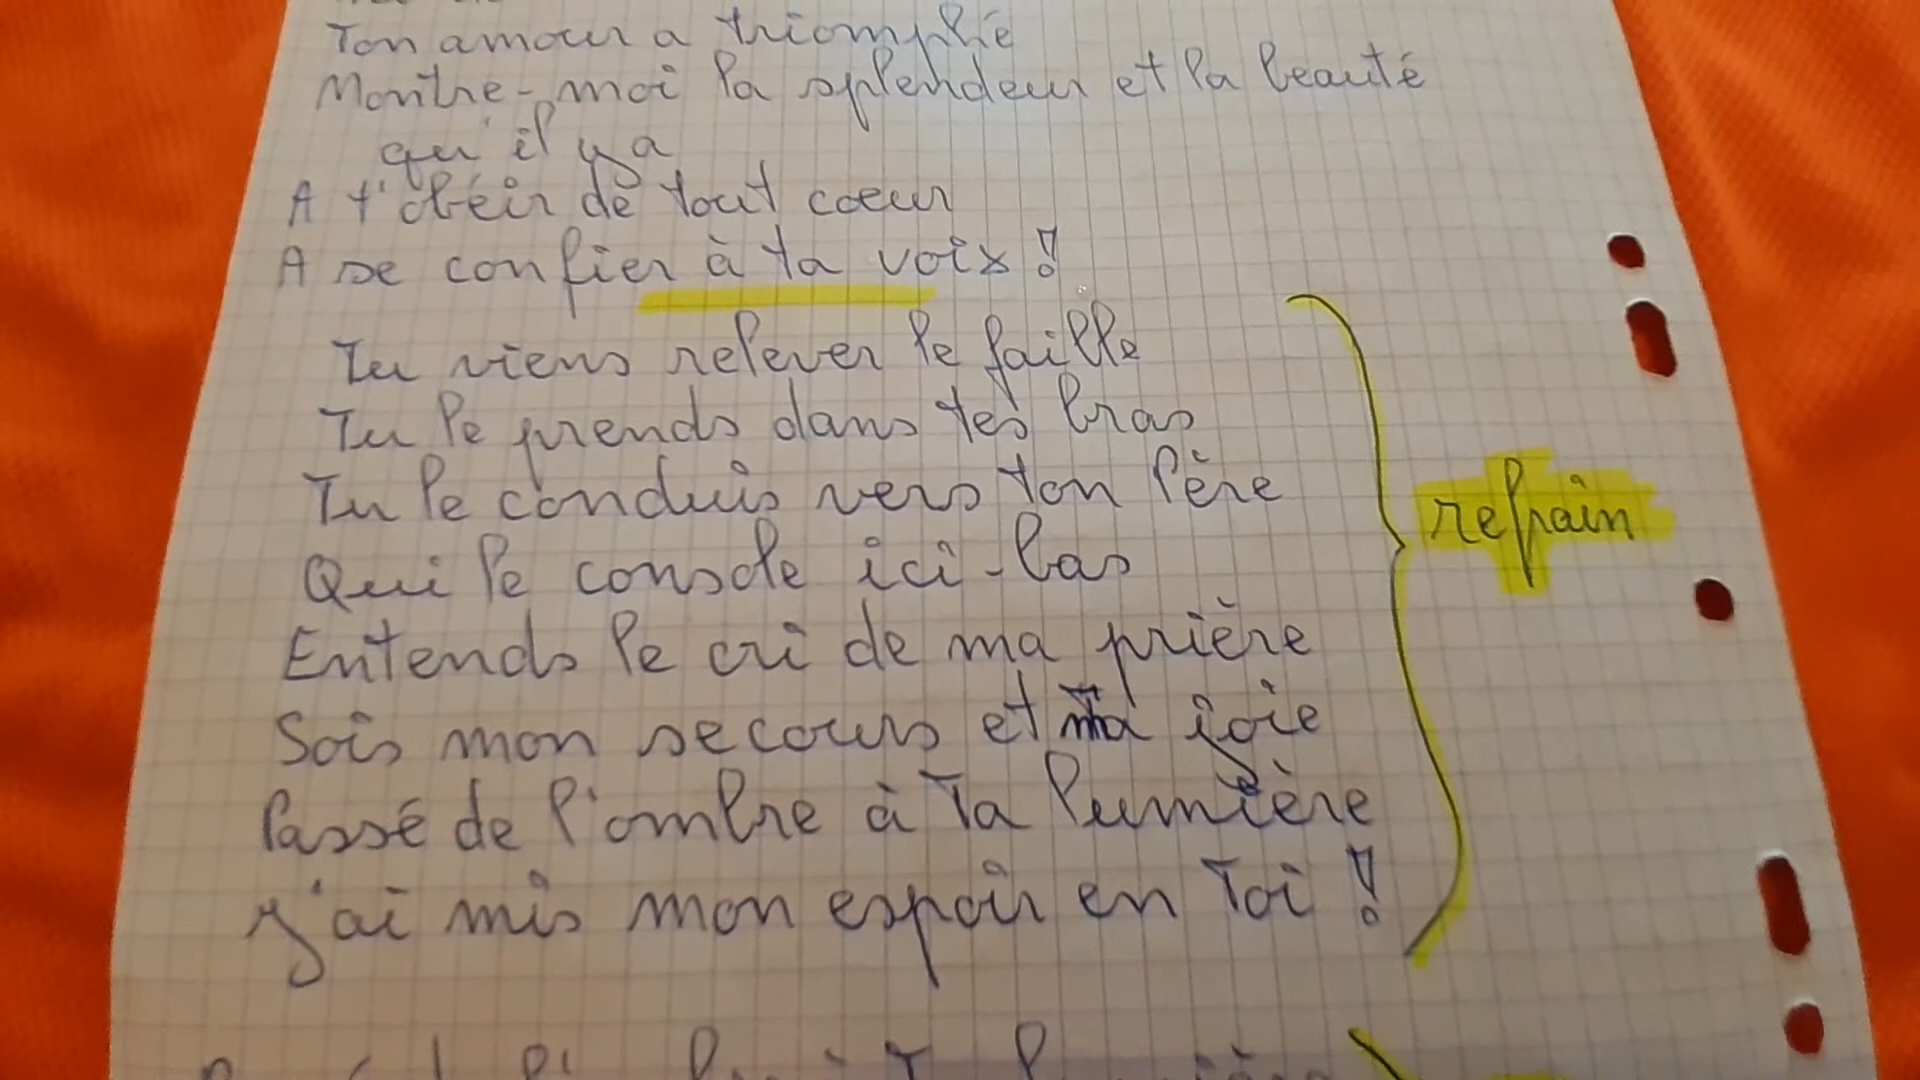 Ton amour a triomphé
Montre-moi la splendeur et la beauté
qu'il y a
A t'obéir de tout coeur
A se confier à ta voix !
Tu viens relever le faille
Tu le prends dans tes bras
Tu le conduis vers ton Père
Qui le console ici-bas
refrain
Entends le cri de ma prière
Sois mon secours et ma joie
Passé de l'ombre à Ta lumière
j'ai mis mon espoir en Toi !